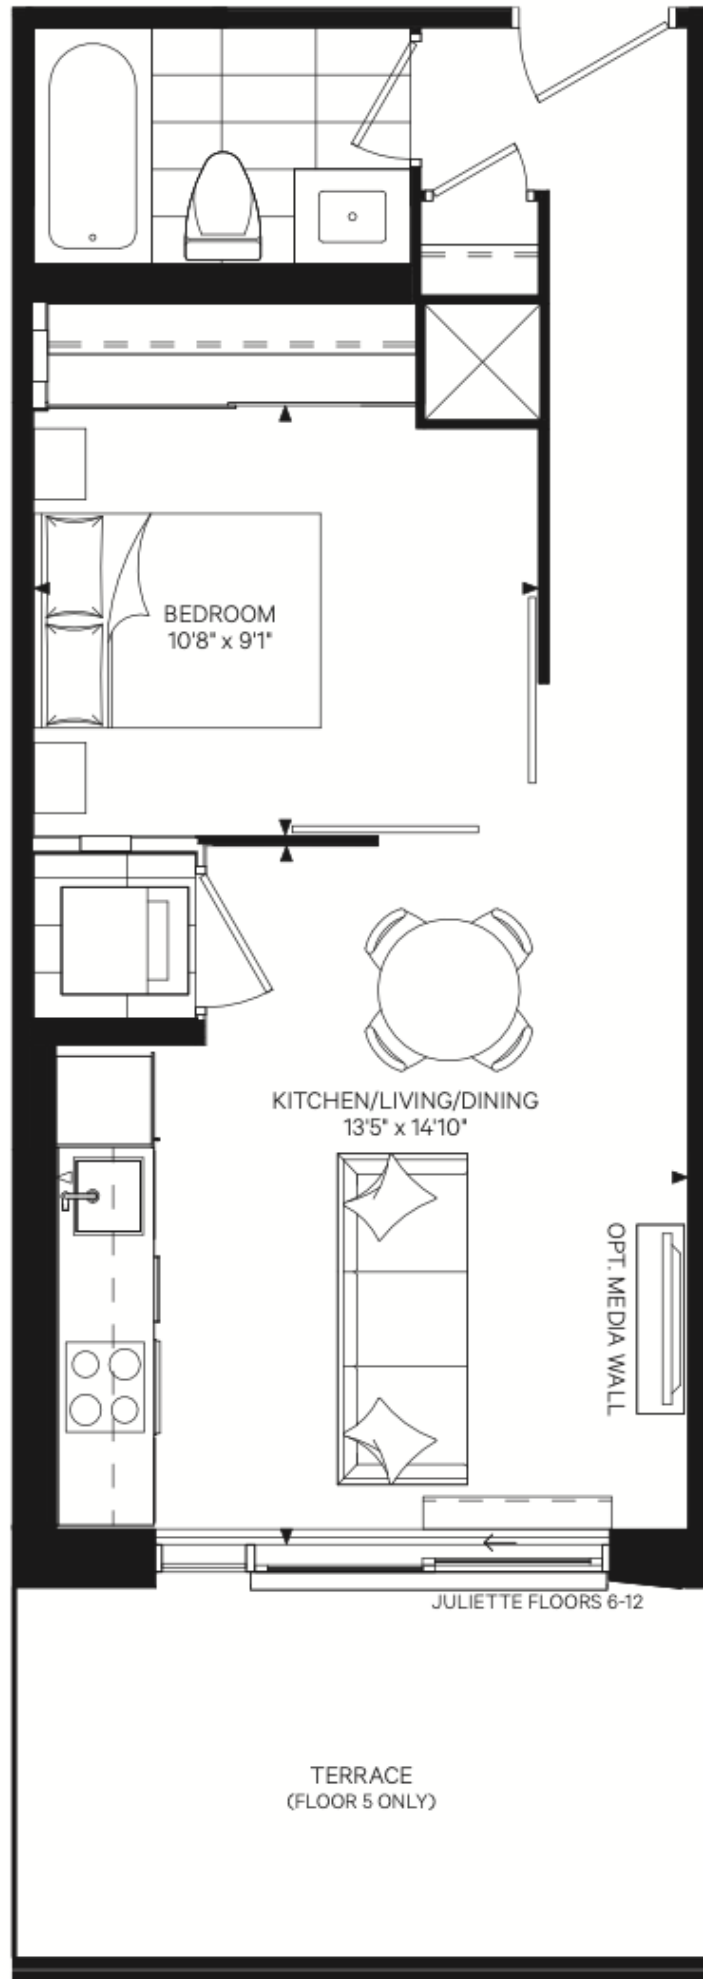 BEDROOM
10'8" x 9'1"
KITCHEN/LIVING/DINING
13'5" x 14'10"
OPT. MEDIA WALL
JULIETTE FLOORS 6-12
TERRACE
(FLOOR 5 ONLY)